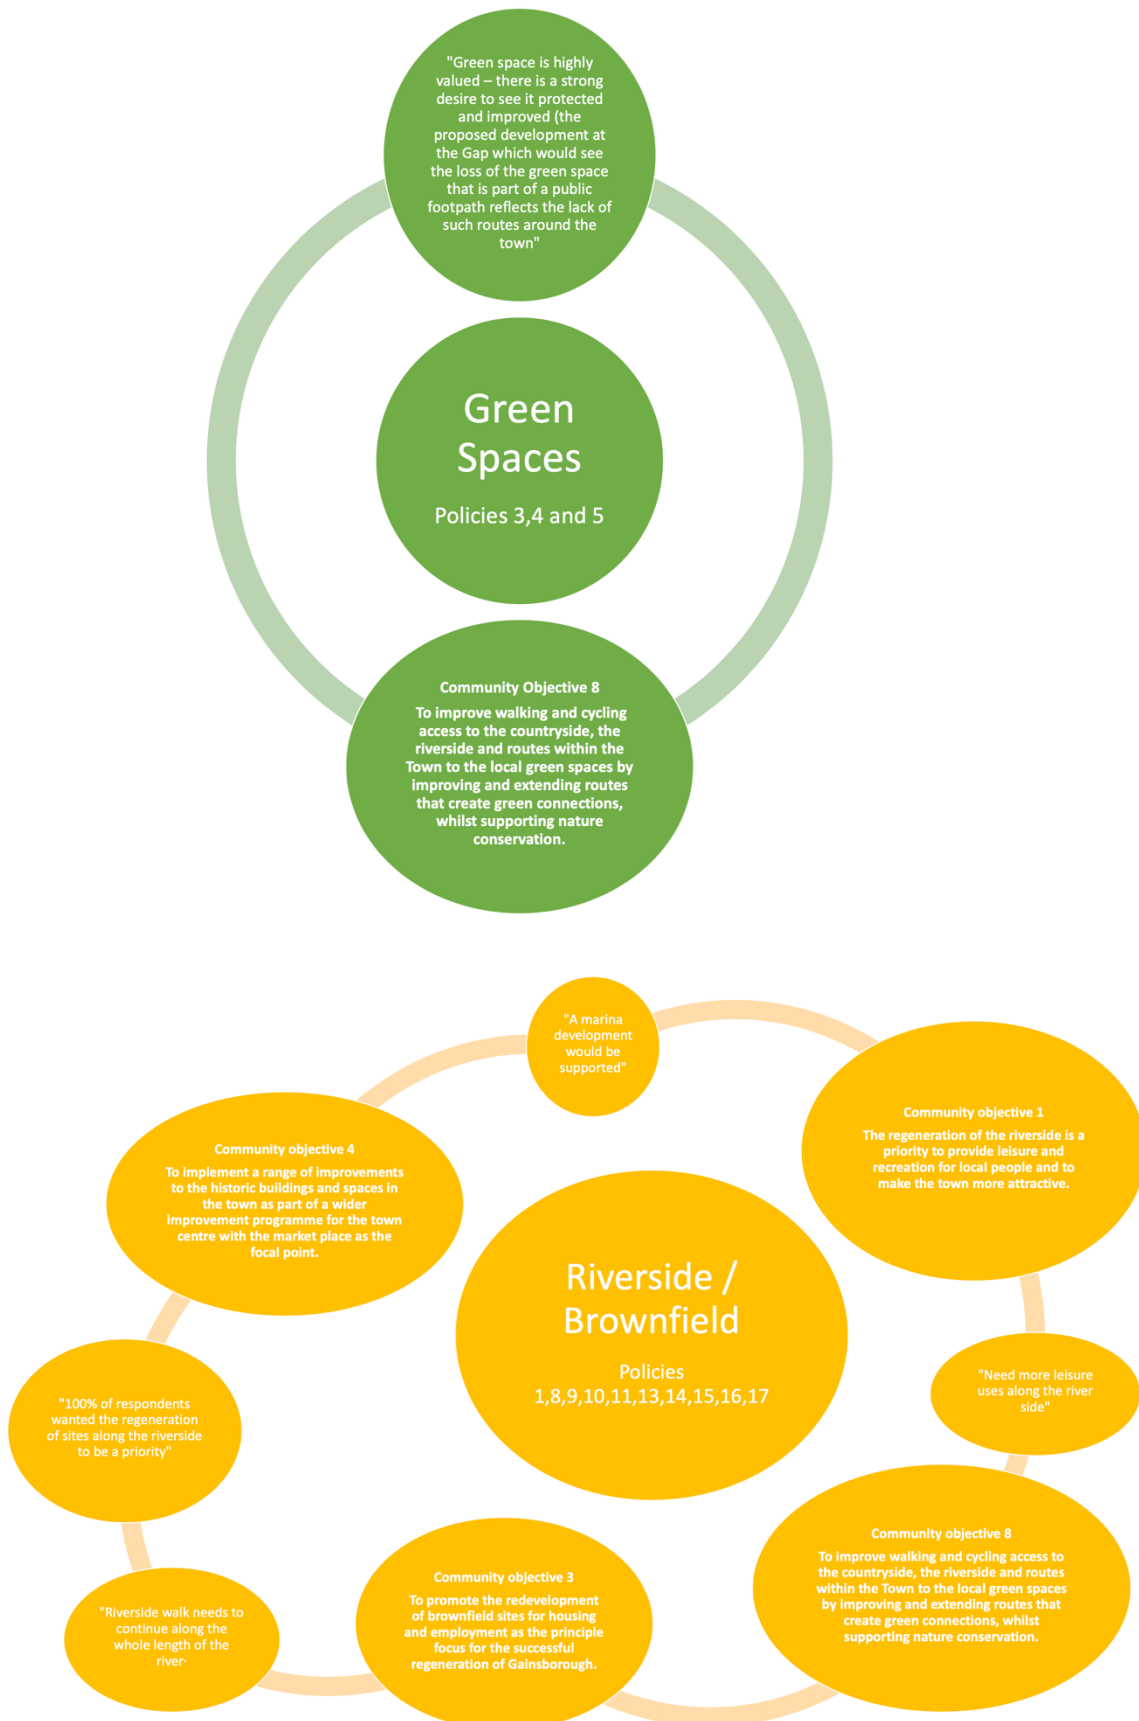 "Green space is highly
valued – there is a strong
desire to see it protected
and improved (the
proposed development at
the Gap which would see
the loss of the green space
that is part of a public
footpath reflects the lack of
such routes around the
town"
Green
Spaces
Policies 3,4 and 5
Community Objective 8
To improve walking and cycling
access to the countryside, the
riverside and routes within the
Town to the local green spaces by
improving and extending routes
that create green connections,
whilst supporting nature
conservation.
"A marina
development
would be
supported"
Community objective 1
The regeneration of the riverside is a
priority to provide leisure and
recreation for local people and to
make the town more attractive.
Community objective 4
To implement a range of improvements
to the historic buildings and spaces in
the town as part of a wider
improvement programme for the town
centre with the market place as the
focal point.
Riverside /
Brownfield
Policies
1,8,9,10,11,13,14,15,16,17
"Need more leisure
uses along the river
side"
"100% of respondents
wanted the regeneration
of sites along the riverside
to be a priority"
Community objective 8
To improve walking and cycling access to
the countryside, the riverside and routes
within the Town to the local green spaces
by improving and extending routes that
create green connections, whilst
supporting nature conservation.
Community objective 3
To promote the redevelopment
of brownfield sites for housing
and employment as the principle
focus for the successful
regeneration of Gainsborough.
"Riverside walk needs to
continue along the
whole length of the
river·